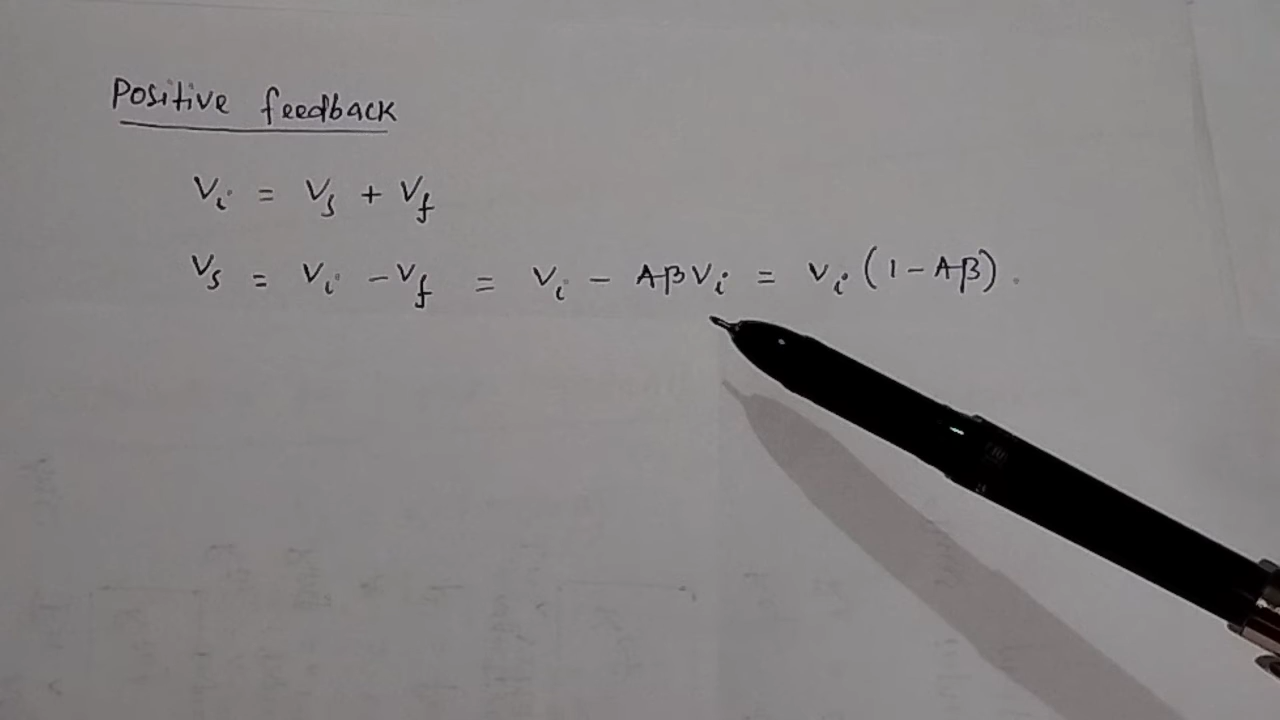 Positive feedback
Vi = Vs + Vf
Vs = Vi - Vf = Vi - AβVi = Vi (1 - Aβ).